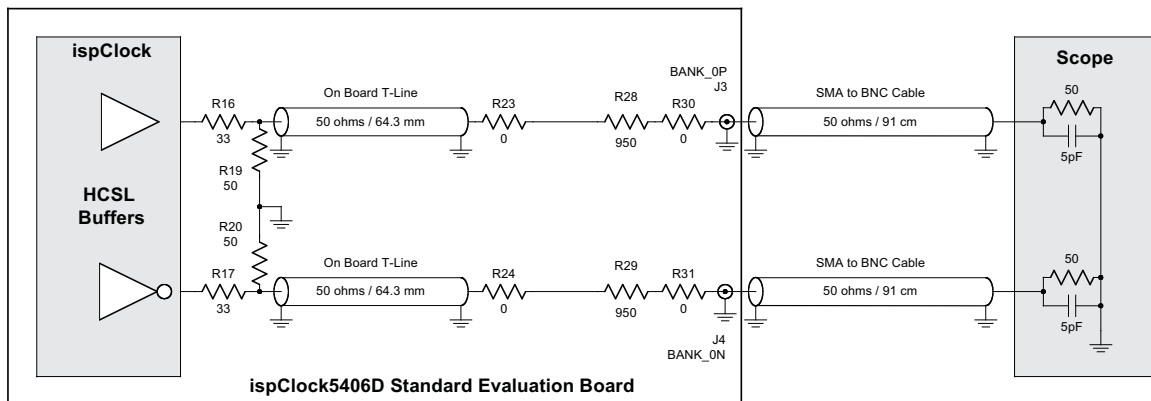 ispClock
HCSL
Buffers
R16
33
R19
50
R20
50
R17
33
On Board T-Line
50 ohms / 64.3 mm
R23
0
R28
950
R30
0
BANK_0P
J3
SMA to BNC Cable
50 ohms / 91 cm
Scope
50
5pF
On Board T-Line
50 ohms / 64.3 mm
R24
0
R29
950
R31
0
J4
BANK_0N
SMA to BNC Cable
50 ohms / 91 cm
50
5pF
ispClock5406D Standard Evaluation Board